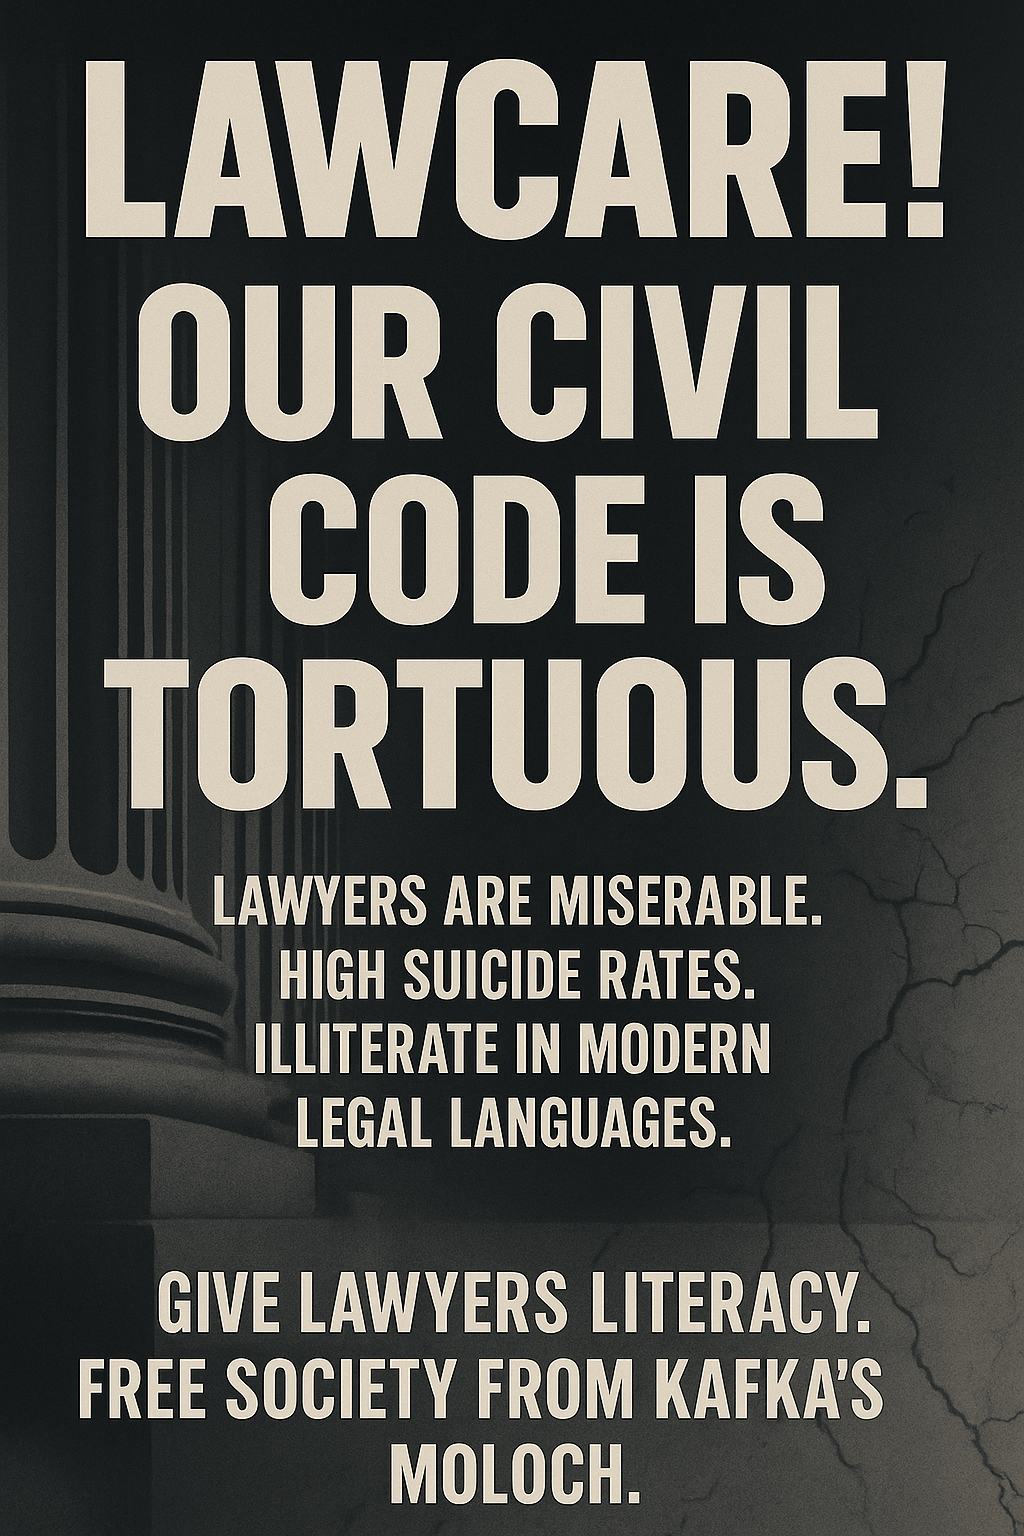 LAWCARE!
OUR CIVIL
CODE IS
TORTUOUS.
LAWYERS ARE MISERABLE.
HIGH SUICIDE RATES.
ILLITERATE IN MODERN
LEGAL LANGUAGES.
GIVE LAWYERS LITERACY.
FREE SOCIETY FROM KAFKA’S
MOLOCH.